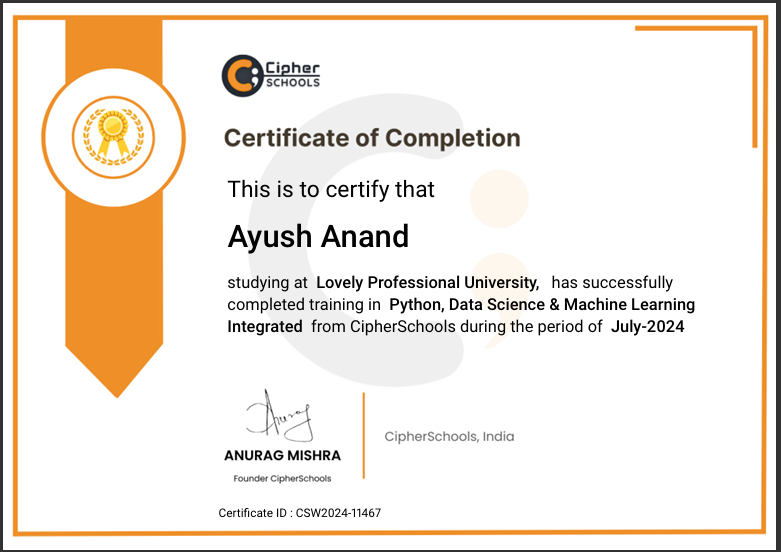 Cipher
SCHOOLS
Certificate of Completion
This is to certify that
Ayush Anand
studying at Lovely Professional University, has successfully
completed training in Python, Data Science & Machine Learning
Integrated from CipherSchools during the period of July-2024
Anurag
ANURAG MISHRA
Founder CipherSchools
CipherSchools, India
Certificate ID : CSW2024-11467